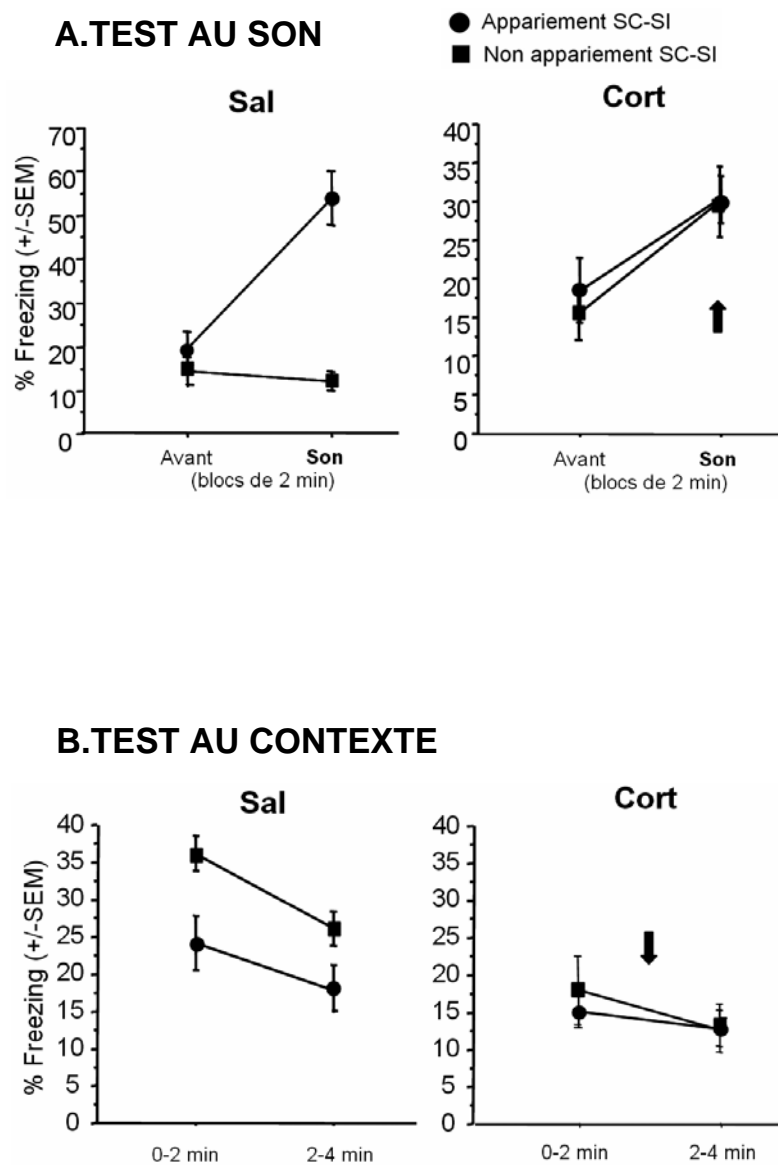 A.TEST AU SON
Appariement SC-SI
Non appariement SC-SI
Sal
% Freezing (+/-SEM)
70
60
50
40
30
20
10
0
Avant
Son
(blocs de 2 min)
Cort
40
35
30
25
20
15
10
5
0
Avant
Son
(blocs de 2 min)
B.TEST AU CONTEXTE
Sal
% Freezing (+/-SEM)
40
35
30
25
20
15
10
5
0
0-2 min
2-4 min
Cort
40
35
30
25
20
15
10
5
0
0-2 min
2-4 min